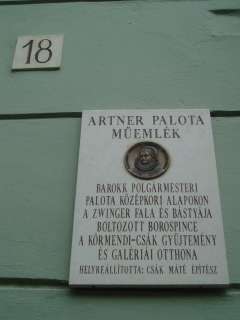 18
ARTNER PALOTA
MŰEMLÉK
BAROKK POLGÁRMESTERI
PALOTA KÖZÉPKORI ALAPOKON
A ZWINGER FALA ÉS BÁSTYÁJA
BOLTOZOTT BOROSPINCE
A KÖRMENDI-CSÁK GYŰJTEMÉNY
ÉS GALÉRIÁI OTTHONA
HELYREÁLLÍTOTTA: CSÁK MÁTÉ ÉPÍTÉSZ